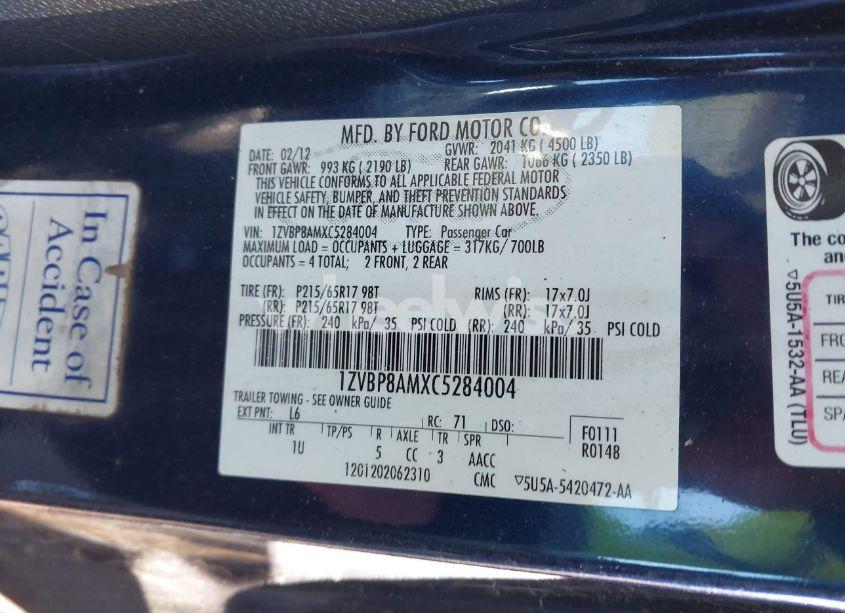 MFD. BY FORD MOTOR CO.
DATE: 02/12 GVWR: 2041 KG ( 4500 LB)
FRONT GAWR: 993 KG ( 2190 LB) REAR GAWR: 1066 KG ( 2350 LB)
THIS VEHICLE CONFORMS TO ALL APPLICABLE FEDERAL MOTOR
VEHICLE SAFETY, BUMPER, AND THEFT PREVENTION STANDARDS
IN EFFECT ON THE DATE OF MANUFACTURE SHOWN ABOVE.
VIN: 1ZVBP8AMXC5284004 TYPE: Passenger Car
MAXIMUM LOAD = OCCUPANTS + LUGGAGE = 317KG/ 700LB
OCCUPANTS = 4 TOTAL; 2 FRONT, 2 REAR
TIRE (FR): P215/65R17 98T RIMS (FR): 17x7.0J
(RR): P215/65R17 98T (RR): 17x7.0J
PRESSURE (FR): 240 kPa/ 35 PSI COLD (RR): 240 kPa/ 35 PSI COLD
1ZVBP8AMXC5284004
TRAILER TOWING - SEE OWNER GUIDE
EXT PNT: L6 RC: 71 DSO:
INT TR TP/PS R AXLE TR SPR
1U 5 CC 3 AACC
F0111
R0148
1201202062310 CMC ▽5U5A-5420472-AA
In Case of
Accident
The co
an
TIR
FRO
REA
SPA
▽5U5A-1532-AA (TLU)